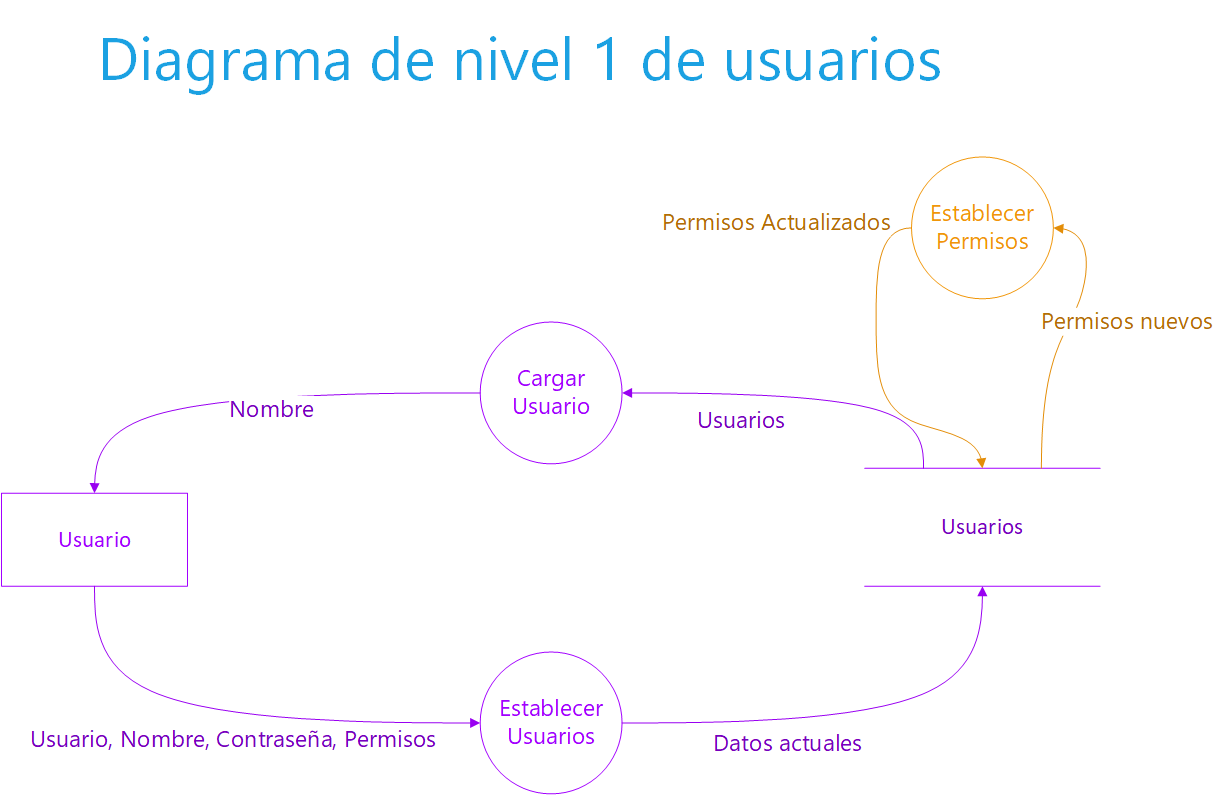 Diagrama de nivel 1 de usuarios
Establecer
Permisos
Permisos Actualizados
Permisos nuevos
Cargar
Usuario
Nombre
Usuarios
Usuario
Usuarios
Establecer
Usuarios
Usuario, Nombre, Contraseña, Permisos
Datos actuales